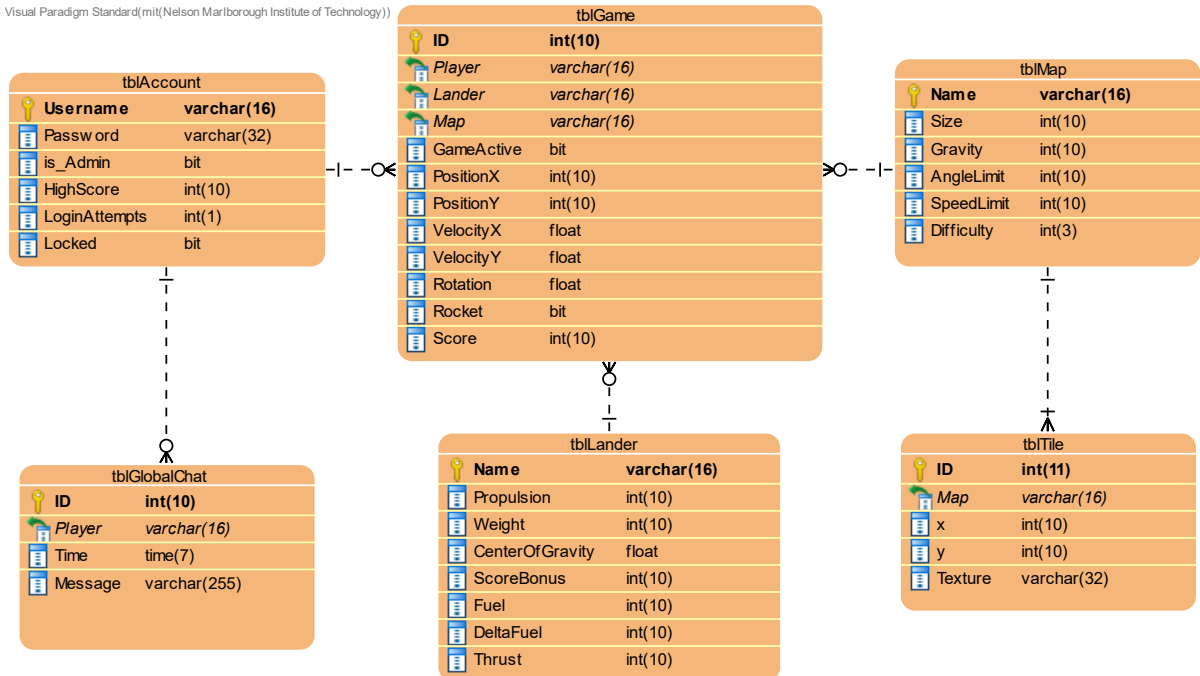 Visual Paradigm Standard(mit(Nelson Marlborough Institute of Technology))
tblGame
ID int(10)
Player varchar(16)
Lander varchar(16)
Map varchar(16)
GameActive bit
PositionX int(10)
PositionY int(10)
VelocityX float
VelocityY float
Rotation float
Rocket bit
Score int(10)
tblAccount
Username varchar(16)
Password varchar(32)
is_Admin bit
HighScore int(10)
LoginAttempts int(1)
Locked bit
tblMap
Name varchar(16)
Size int(10)
Gravity int(10)
AngleLimit int(10)
SpeedLimit int(10)
Difficulty int(3)
tblGlobalChat
ID int(10)
Player varchar(16)
Time time(7)
Message varchar(255)
tblLander
Name varchar(16)
Propulsion int(10)
Weight int(10)
CenterOfGravity float
ScoreBonus int(10)
Fuel int(10)
DeltaFuel int(10)
Thrust int(10)
tblTile
ID int(11)
Map varchar(16)
x int(10)
y int(10)
Texture varchar(32)